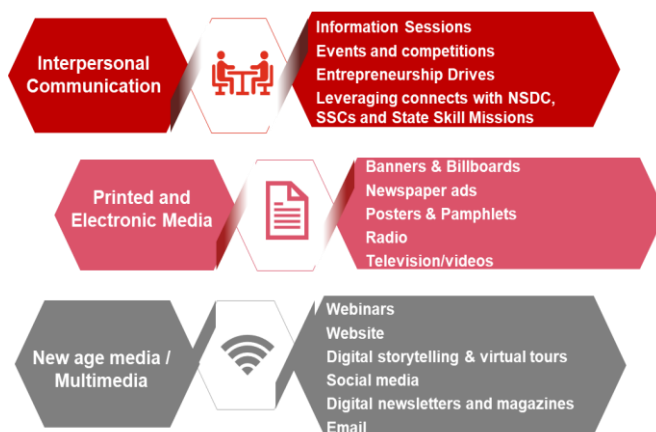 Interpersonal
Communication
Information Sessions
Events and competitions
Entrepreneurship Drives
Leveraging connects with NSDC,
SSCs and State Skill Missions
Printed and
Electronic Media
Banners & Billboards
Newspaper ads
Posters & Pamphlets
Radio
Television/videos
New age media /
Multimedia
Webinars
Website
Digital storytelling & virtual tours
Social media
Digital newsletters and magazines
Email